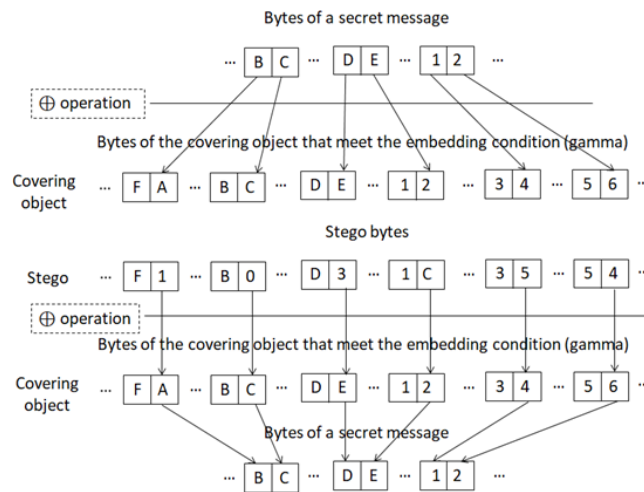 Bytes of a secret message
... B C ... D E ... 1 2 ...
⊕ operation
Bytes of the covering object that meet the embedding condition (gamma)
Covering object ... F A ... B C ... D E ... 1 2 ... 3 4 ... 5 6 ...
Stego bytes
Stego ... F 1 ... B 0 ... D 3 ... 1 C ... 3 5 ... 5 4 ...
⊕ operation
Bytes of the covering object that meet the embedding condition (gamma)
Covering object ... F A ... B C ... D E ... 1 2 ... 3 4 ... 5 6 ...
Bytes of a secret message
... B C ... D E ... 1 2 ...